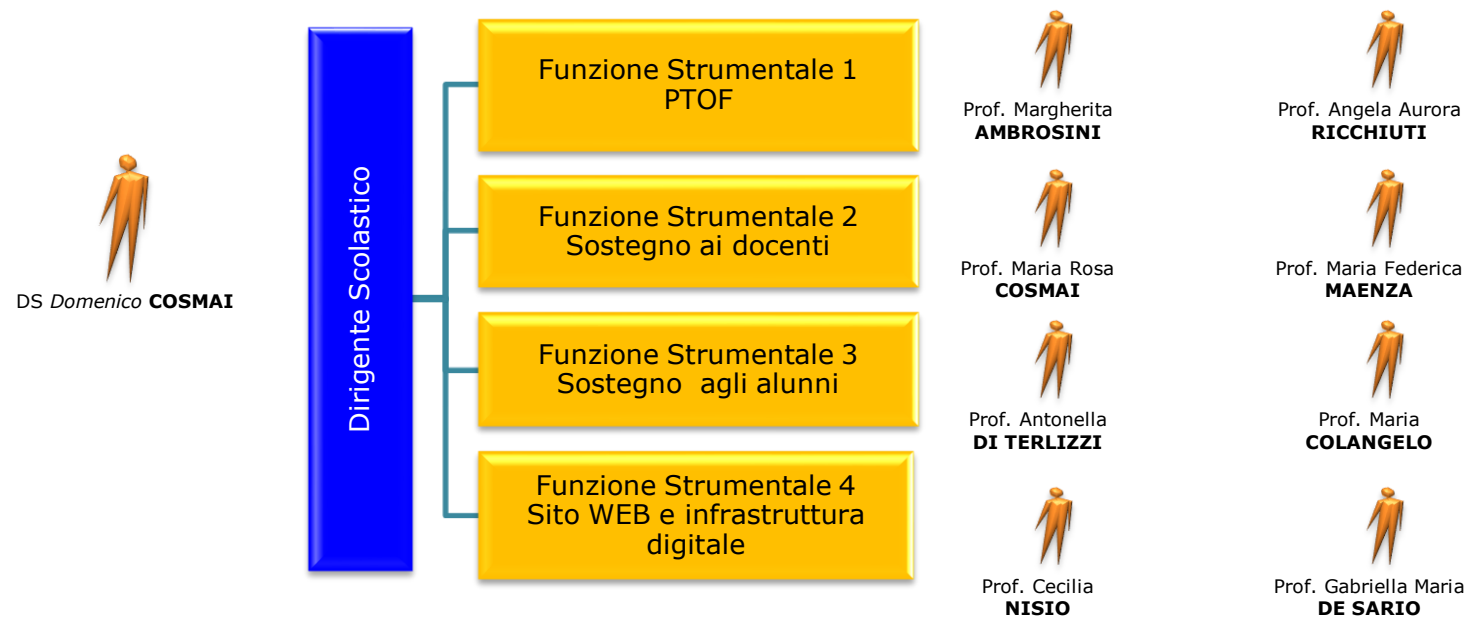 DS Domenico COSMAI
Dirigente Scolastico
Funzione Strumentale 1
PTOF
Prof. Margherita
AMBROSINI
Prof. Angela Aurora
RICCHIUTI
Funzione Strumentale 2
Sostegno ai docenti
Prof. Maria Rosa
COSMAI
Prof. Maria Federica
MAENZA
Funzione Strumentale 3
Sostegno  agli alunni
Prof. Antonella
DI TERLIZZI
Prof. Maria
COLANGELO
Funzione Strumentale 4
Sito WEB e infrastruttura
digitale
Prof. Cecilia
NISIO
Prof. Gabriella Maria
DE SARIO